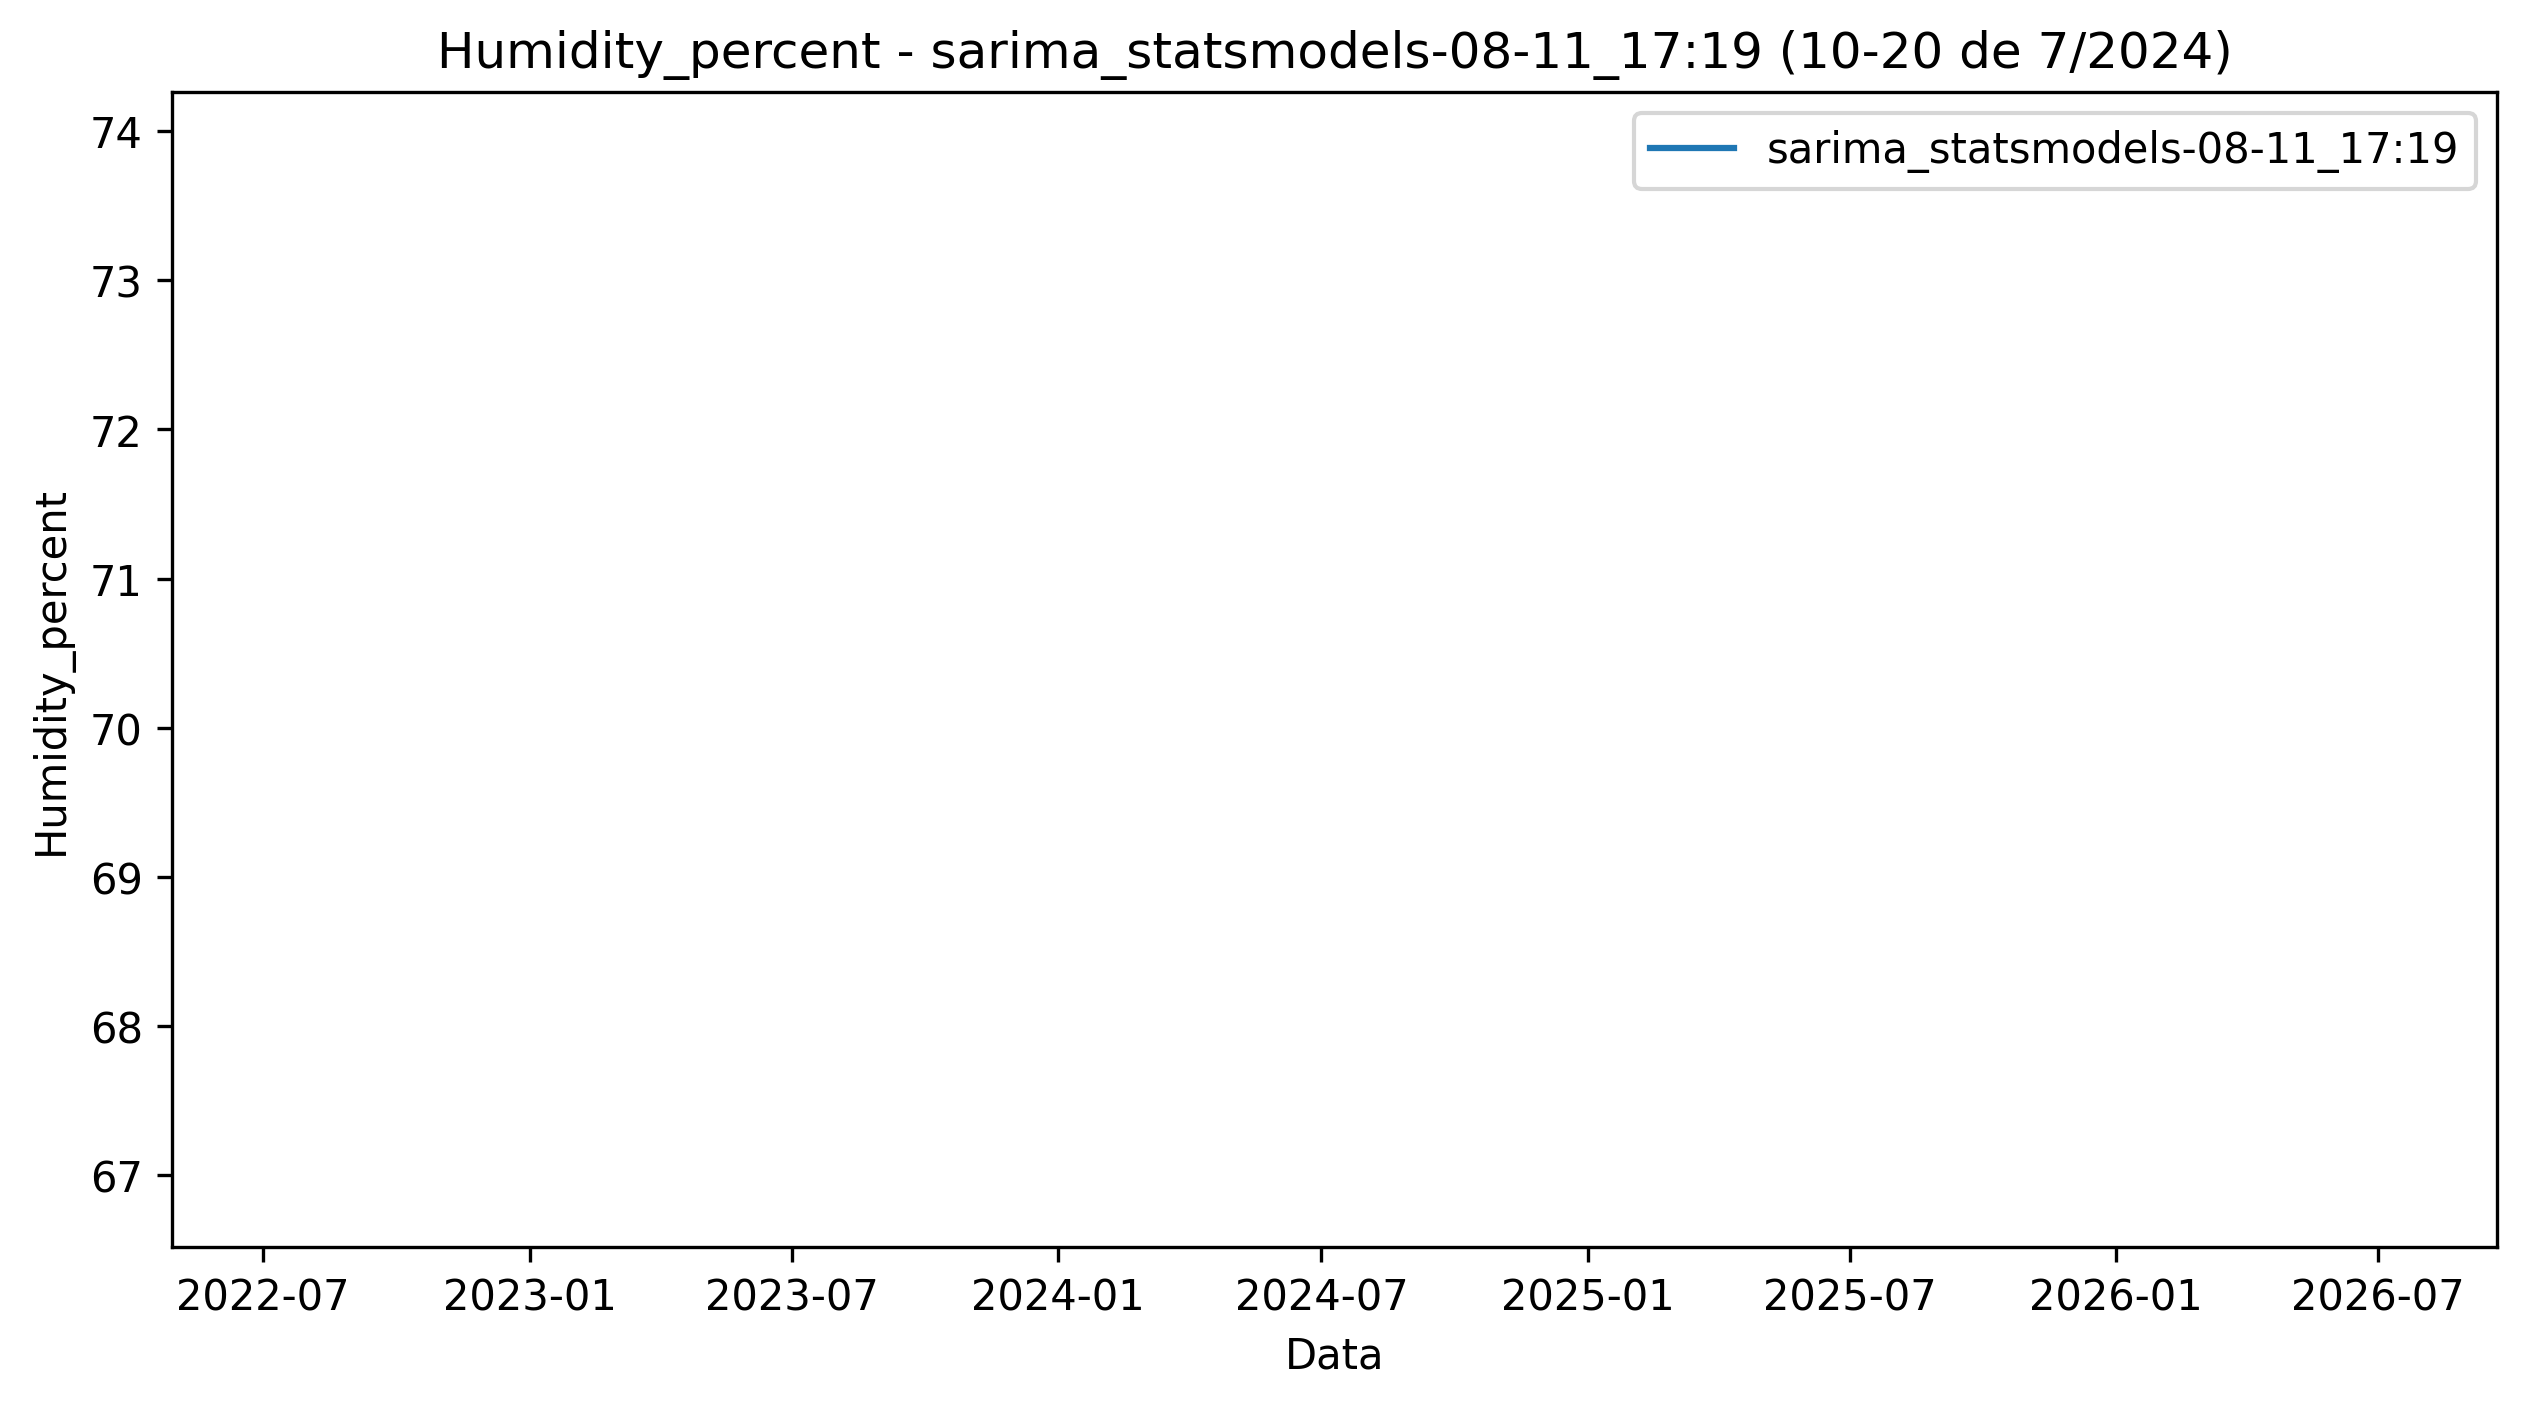 Humidity_percent - sarima_statsmodels-08-11_17:19 (10-20 de 7/2024)
sarima_statsmodels-08-11_17:19
Humidity_percent
74
73
72
71
70
69
68
67
2022-07 2023-01 2023-07 2024-01 2024-07 2025-01 2025-07 2026-01 2026-07
Data